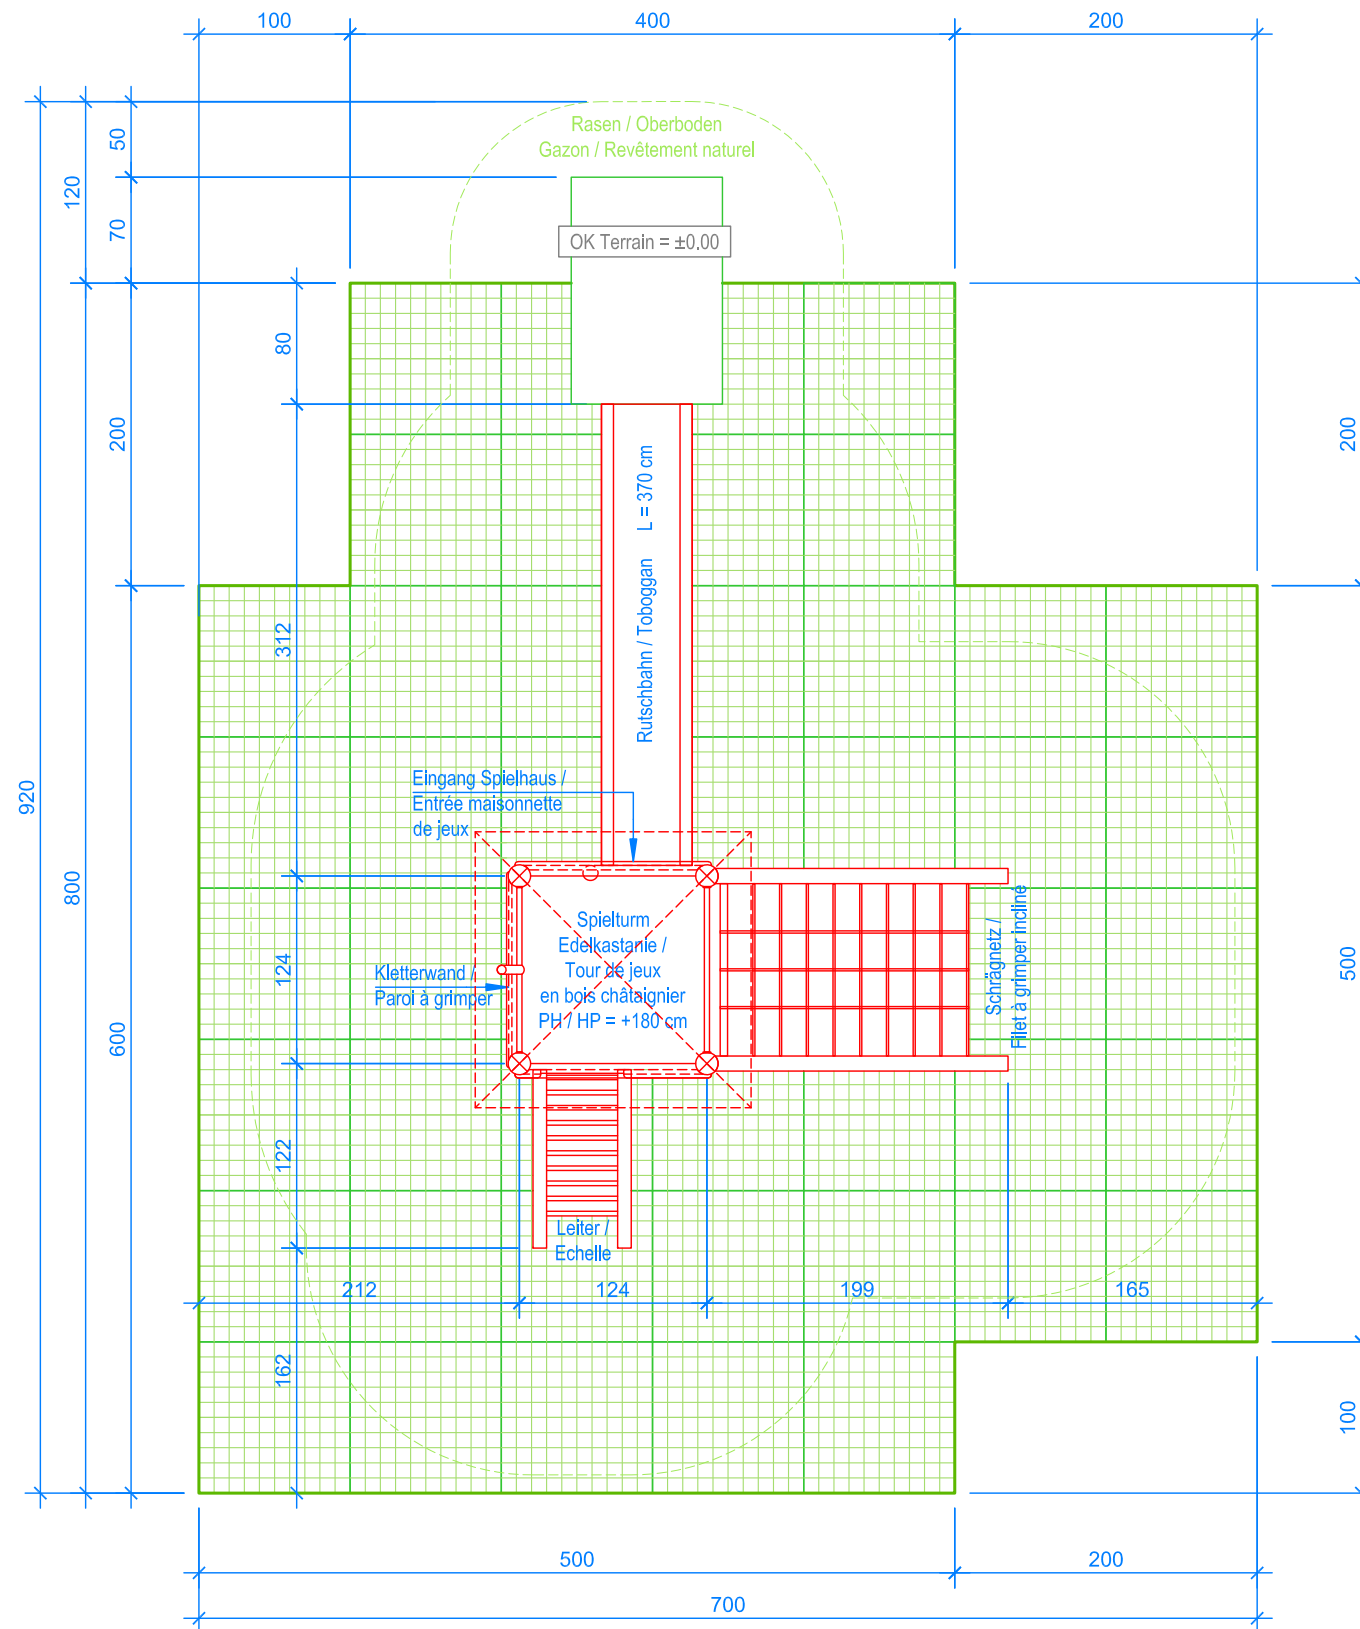 100
400
200
50
Rasen / Oberboden
Gazon / Revêtement naturel
120
70
OK Terrain = ±0.00
80
200
200
L = 370 cm
Rutschbahn / Toboggan
312
Eingang Spielhaus /
Entrée maisonnette
de jeux
920
800
600
124
Spielturm
Edelkastanie /
Tour de jeux
en bois châtaignier
PH / HP = +180 cm
Kletterwand /
Paroi à grimper
Schrägnetz /
Filet à grimper incline
500
122
Leiter /
Echelle
212
124
199
165
162
100
500
200
700